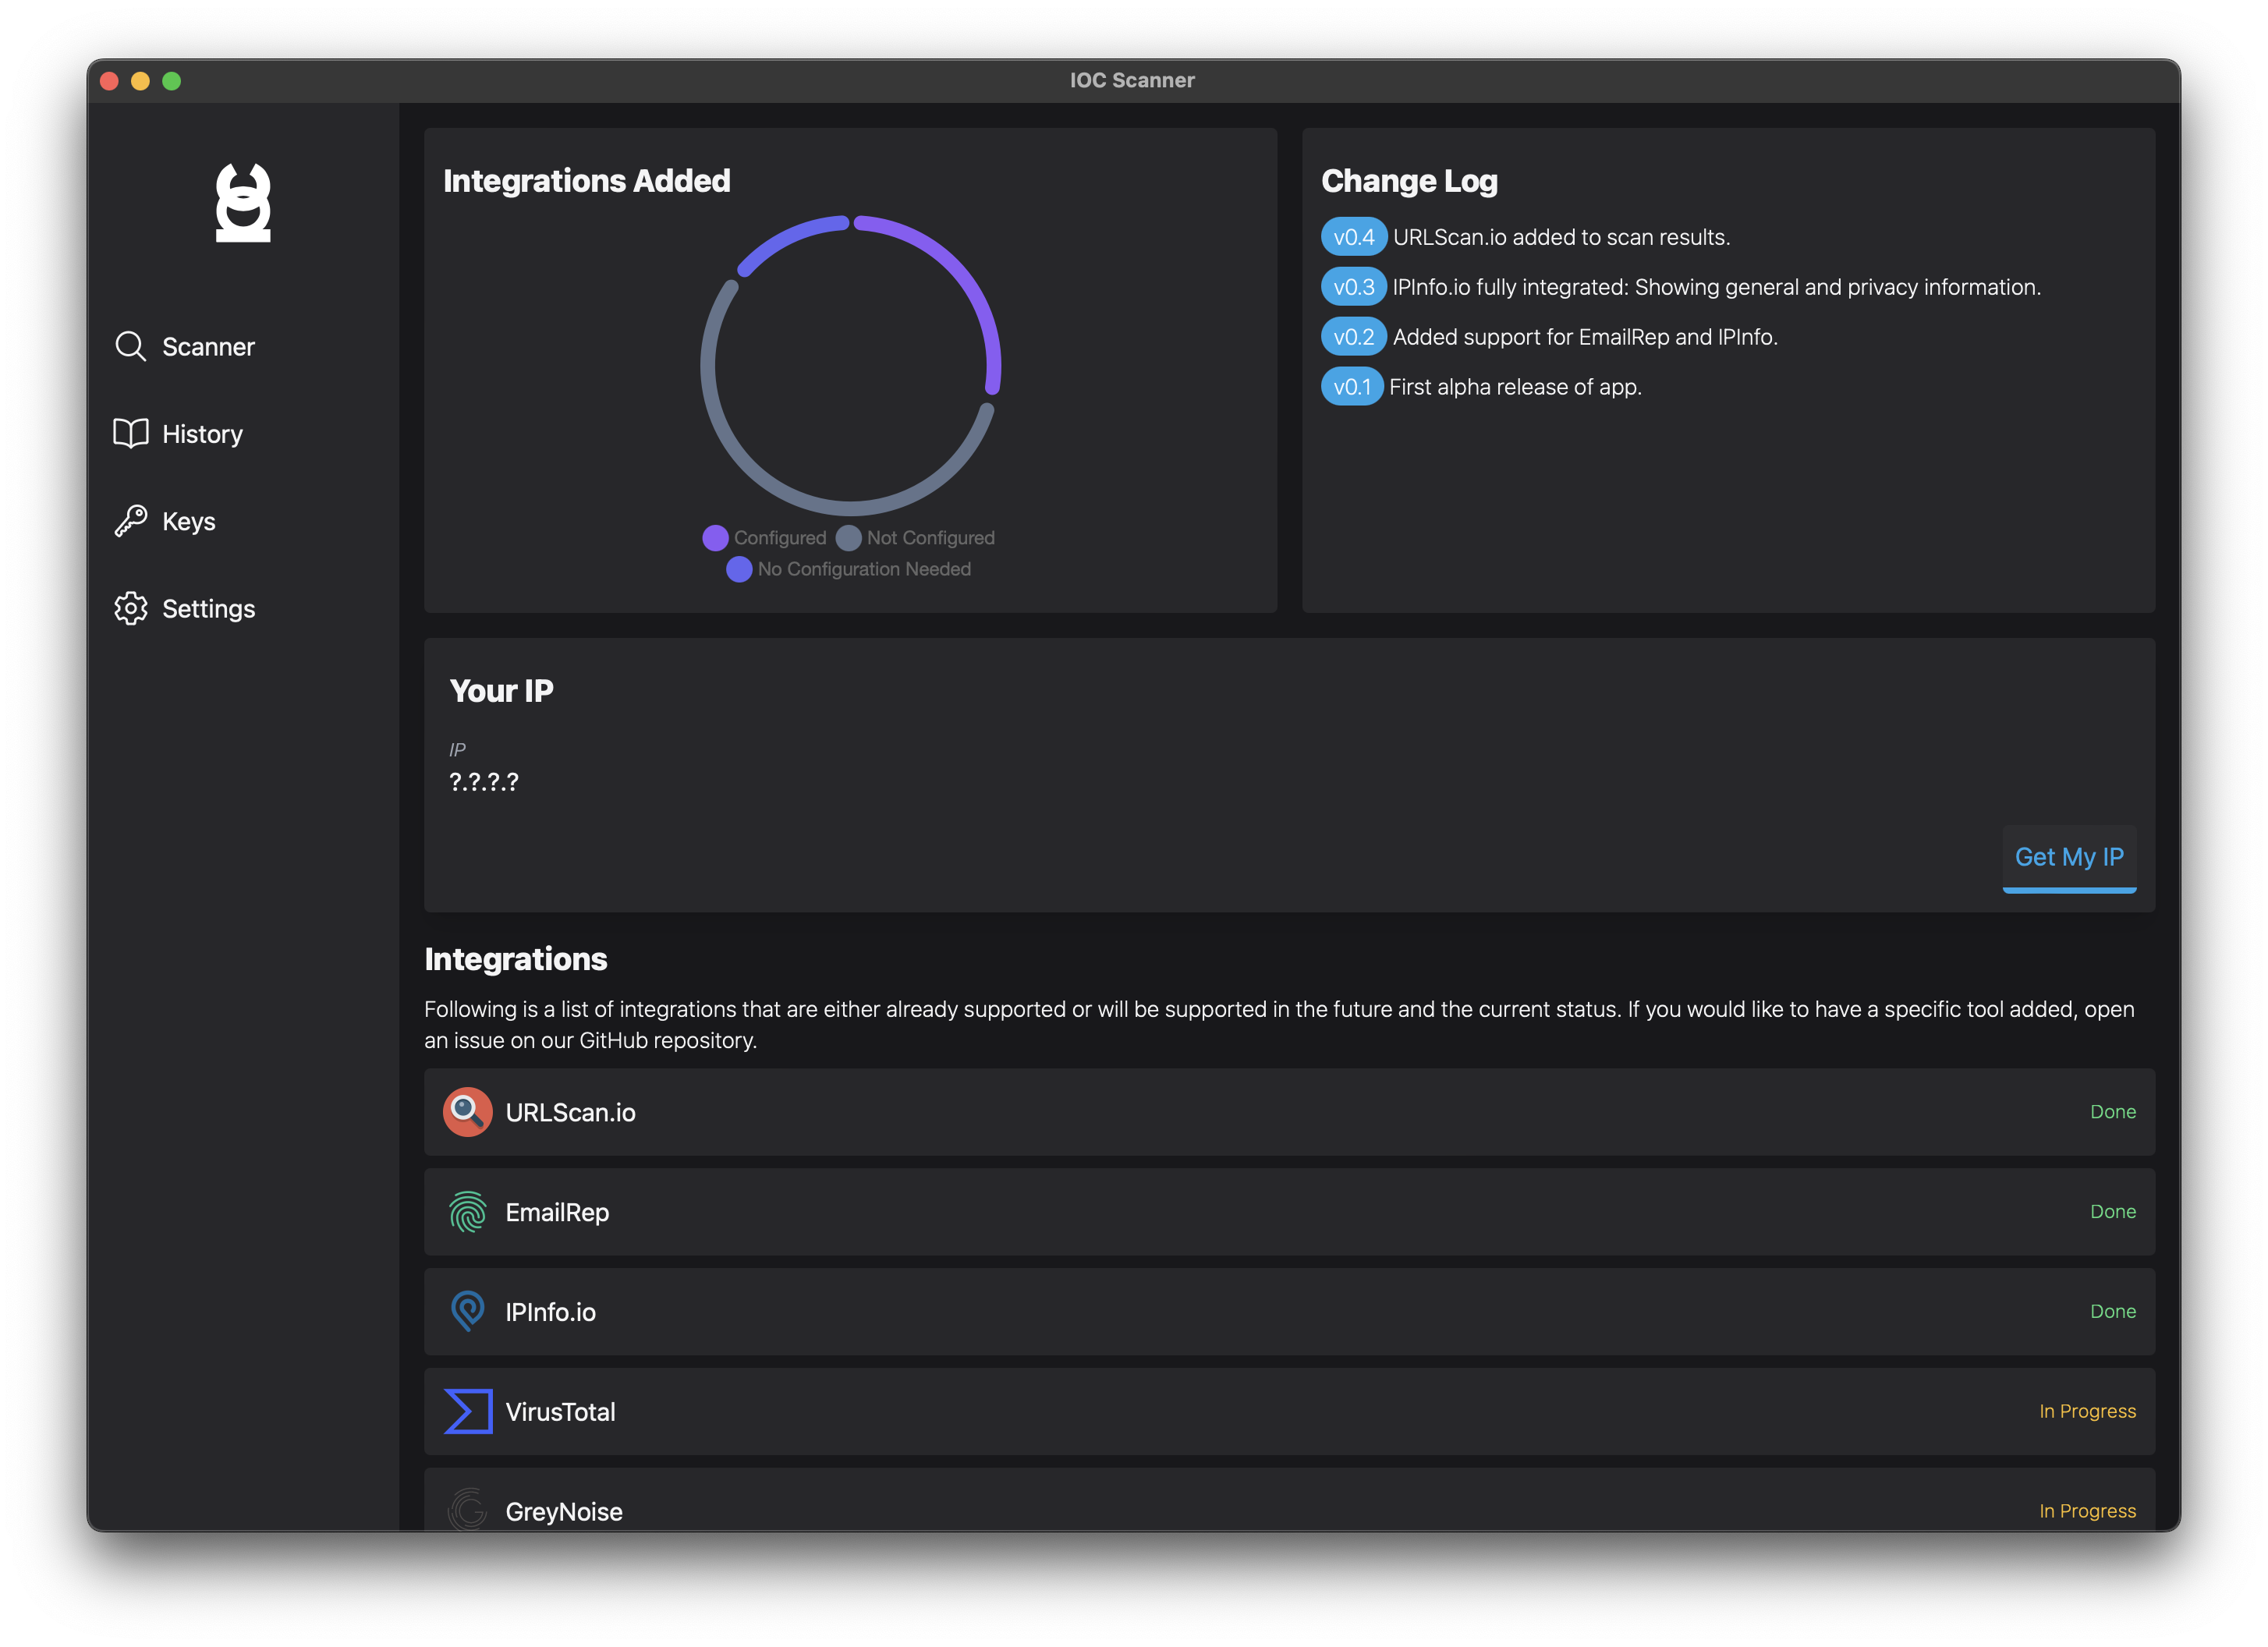 IOC Scanner
Scanner
History
Keys
Settings
Integrations Added
Configured Not Configured
No Configuration Needed
Change Log
v0.4 URLScan.io added to scan results.
v0.3 IPInfo.io fully integrated: Showing general and privacy information.
v0.2 Added support for EmailRep and IPInfo.
v0.1 First alpha release of app.
Your IP
IP
?.?.?.?
Get My IP
Integrations
Following is a list of integrations that are either already supported or will be supported in the future and the current status. If you would like to have a specific tool added, open
an issue on our GitHub repository.
URLScan.io Done
EmailRep Done
IPInfo.io Done
VirusTotal In Progress
GreyNoise In Progress